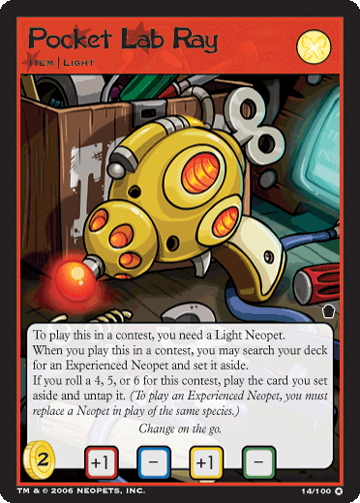 Pocket Lab Ray
ITEM | LIGHT
To play this in a contest, you need a Light Neopet.
When you play this in a contest, you may search your deck
for an Experienced Neopet and set it aside.
If you roll a 4, 5, or 6 for this contest, play the card you set
aside and untap it. (To play an Experienced Neopet, you must
replace a Neopet in play of the same species.)
Change on the go.
2
+1 – +1 –
TM & © 2006 NEOPETS, INC. 14/100